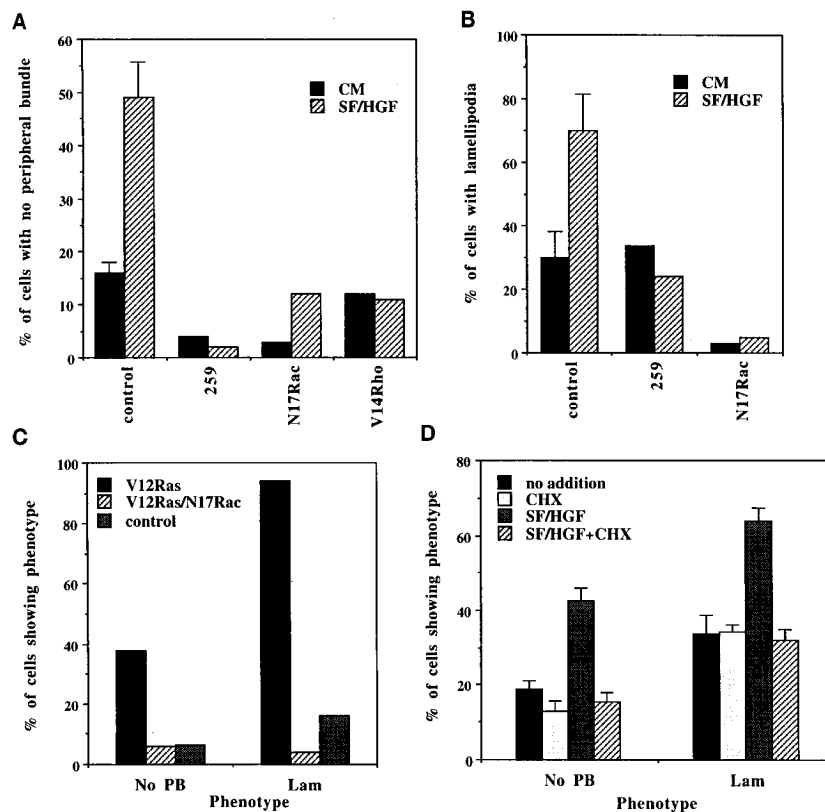 A
% of cells with no peripheral bundle
60
50
40
30
20
10
0
CM
SF/HGF
control
259
N17Rac
V14Rho
B
% of cells with lamellipodia
100
80
60
40
20
0
CM
SF/HGF
control
259
N17Rac
C
% of cells showing phenotype
100
80
60
40
20
0
V12Ras
V12Ras/N17Rac
control
No PB
Lam
Phenotype
D
% of cells showing phenotype
80
60
40
20
0
no addition
CHX
SF/HGF
SF/HGF+CHX
No PB
Lam
Phenotype